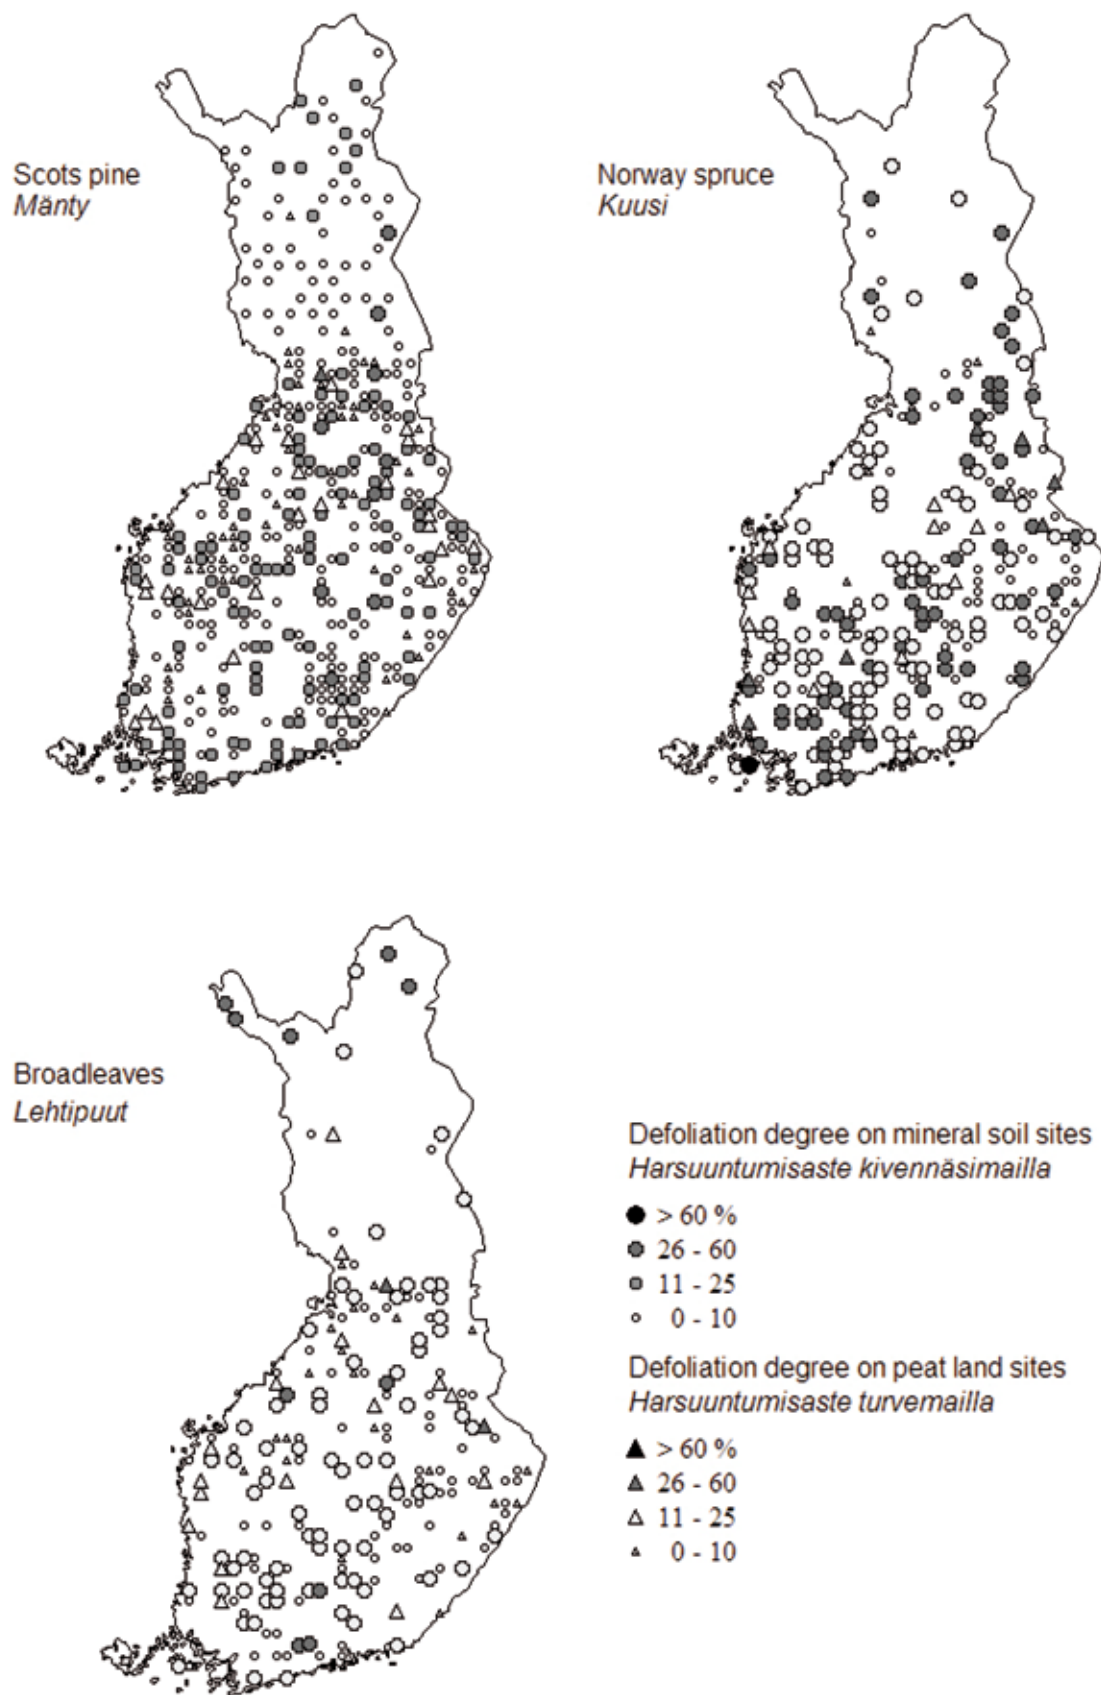 Scots pine
Mänty
Norway spruce
Kuusi
Broadleaves
Lehtipuut
Defoliation degree on mineral soil sites
Harsuuntumisaste kivennäsimailla
> 60 %
26 - 60
11 - 25
0 - 10
Defoliation degree on peat land sites
Harsuuntumisaste turvemailla
> 60 %
26 - 60
11 - 25
0 - 10